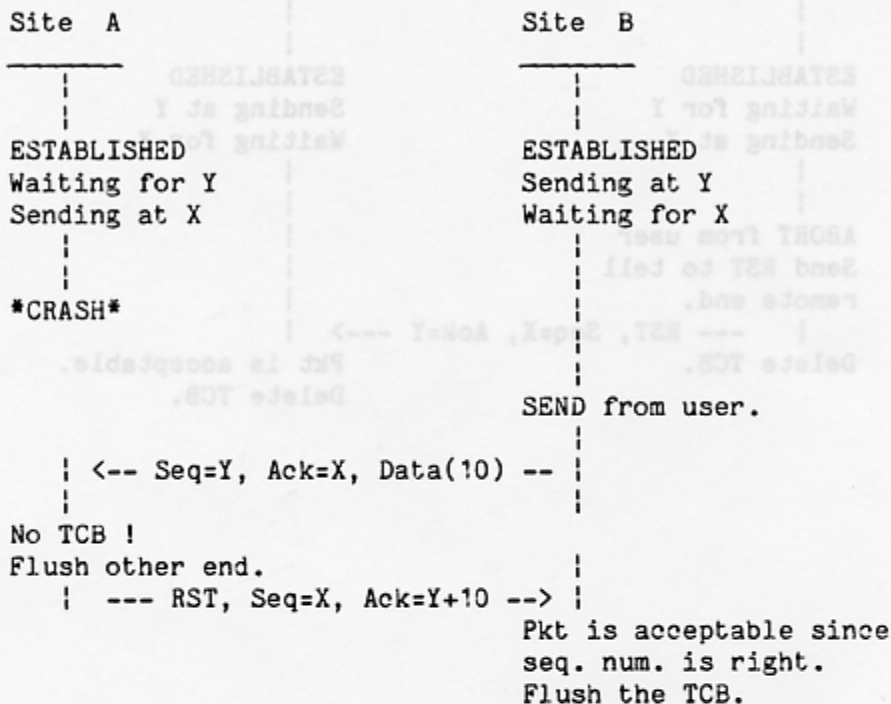 Site A Site B
ESTABLISHED ESTABLISHED
Waiting for Y Sending at Y
Sending at X Waiting for X
*CRASH*
SEND from user.
<-- Seq=Y, Ack=X, Data(10) --
No TCB !
Flush other end.
--- RST, Seq=X, Ack=Y+10 -->
Pkt is acceptable since
seq. num. is right.
Flush the TCB.